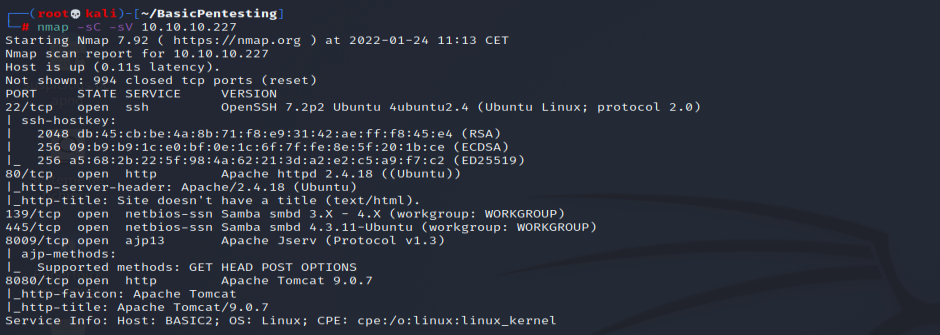 (root💀kali)-[~/BasicPentesting]
# nmap -sC -sV 10.10.10.227
Starting Nmap 7.92 ( https://nmap.org ) at 2022-01-24 11:13 CET
Nmap scan report for 10.10.10.227
Host is up (0.11s latency).
Not shown: 994 closed tcp ports (reset)
PORT     STATE SERVICE     VERSION
22/tcp   open  ssh         OpenSSH 7.2p2 Ubuntu 4ubuntu2.4 (Ubuntu Linux; protocol 2.0)
| ssh-hostkey:
|   2048 db:45:cb:be:4a:8b:71:f8:e9:31:42:ae:ff:f8:45:e4 (RSA)
|   256 09:b9:b9:1c:e0:bf:0e:1c:6f:7f:fe:8e:5f:20:1b:ce (ECDSA)
|_  256 a5:68:2b:22:5f:98:4a:62:21:3d:a2:e2:c5:a9:f7:c2 (ED25519)
80/tcp   open  http        Apache httpd 2.4.18 ((Ubuntu))
|_http-server-header: Apache/2.4.18 (Ubuntu)
|_http-title: Site doesn't have a title (text/html).
139/tcp  open  netbios-ssn Samba smbd 3.X - 4.X (workgroup: WORKGROUP)
445/tcp  open  netbios-ssn Samba smbd 4.3.11-Ubuntu (workgroup: WORKGROUP)
8009/tcp open  ajp13       Apache Jserv (Protocol v1.3)
| ajp-methods:
|_  Supported methods: GET HEAD POST OPTIONS
8080/tcp open  http        Apache Tomcat 9.0.7
|_http-favicon: Apache Tomcat
|_http-title: Apache Tomcat/9.0.7
Service Info: Host: BASIC2; OS: Linux; CPE: cpe:/o:linux:linux_kernel